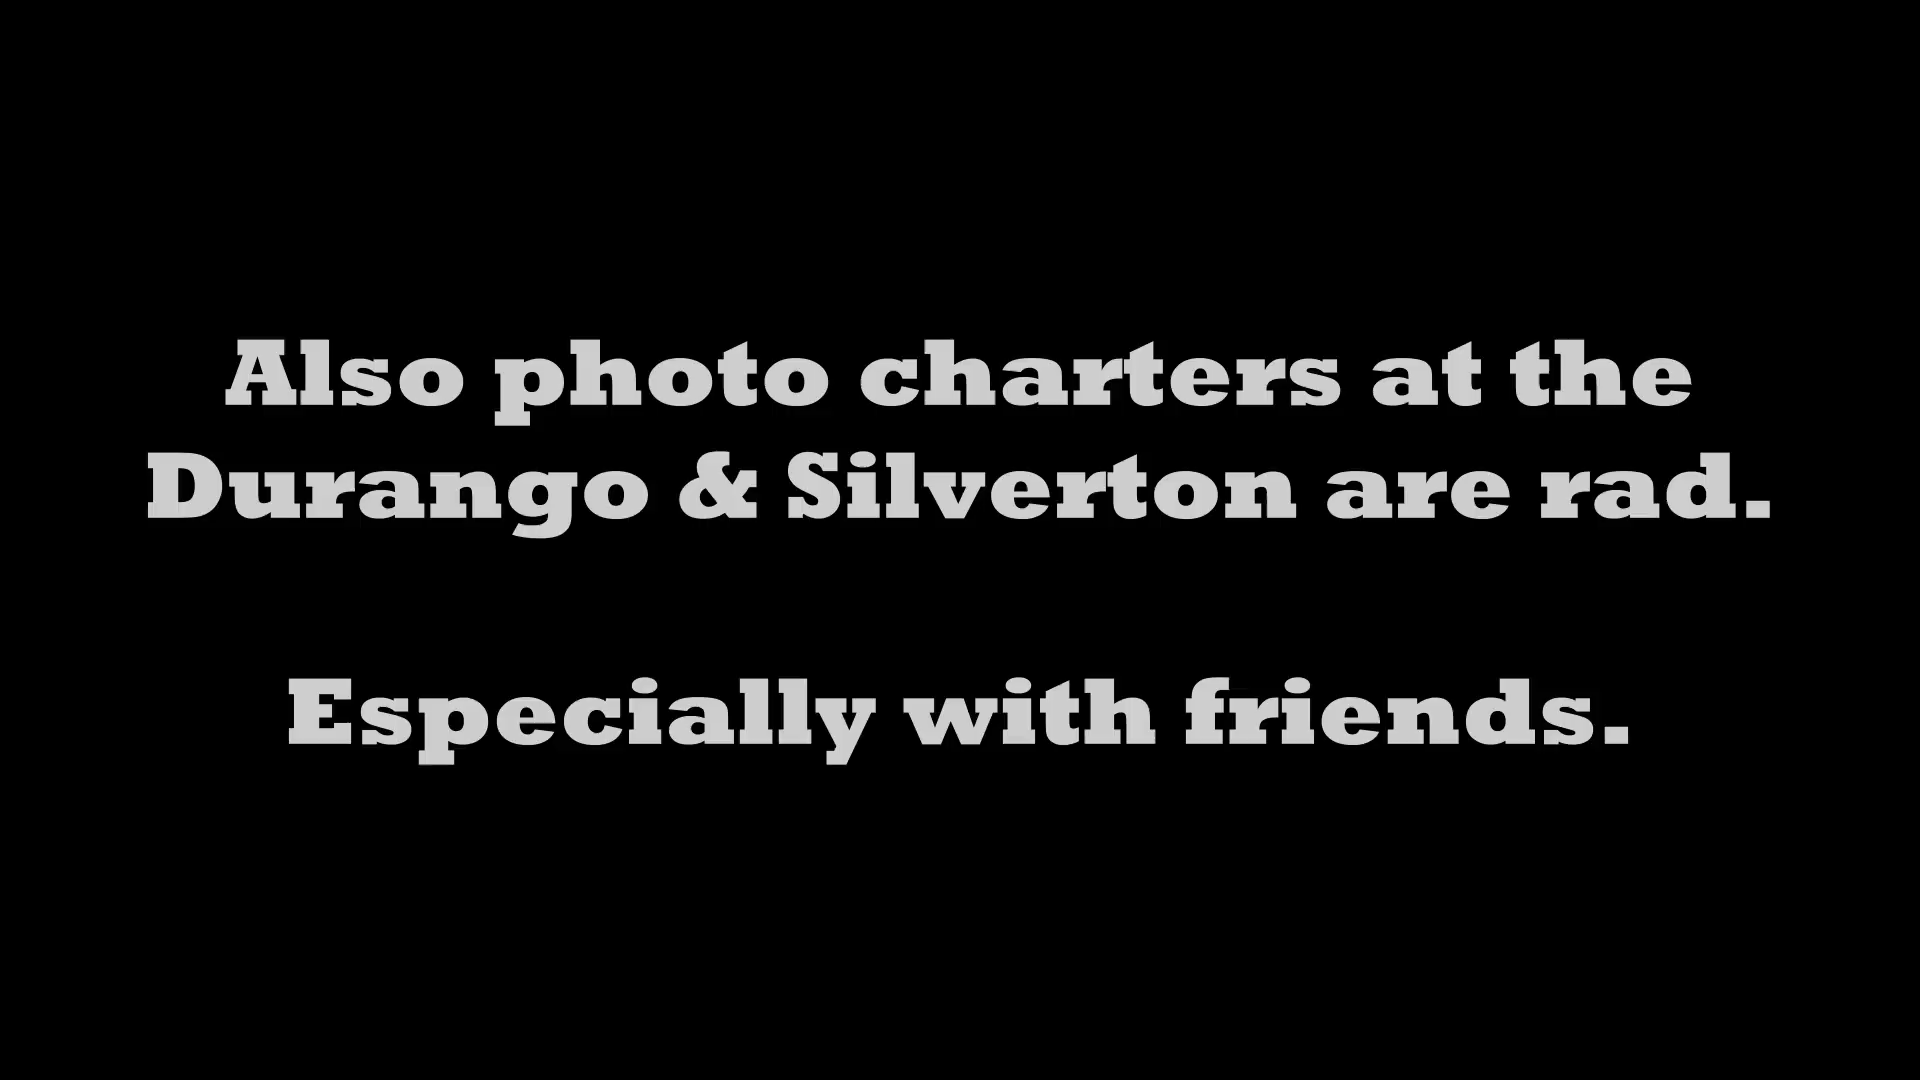 Also photo charters at the
Durango & Silverton are rad.
Especially with friends.